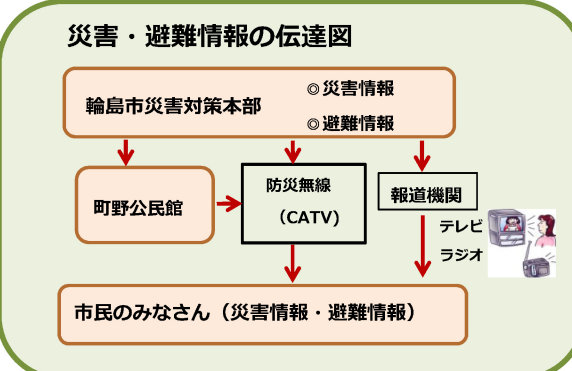 災害・避難情報の伝達図
輪島市災害対策本部
◎災害情報
◎避難情報
町野公民館
防災無線
（CATV)
報道機関
テレビ
ラジオ
市民のみなさん（災害情報・避難情報）